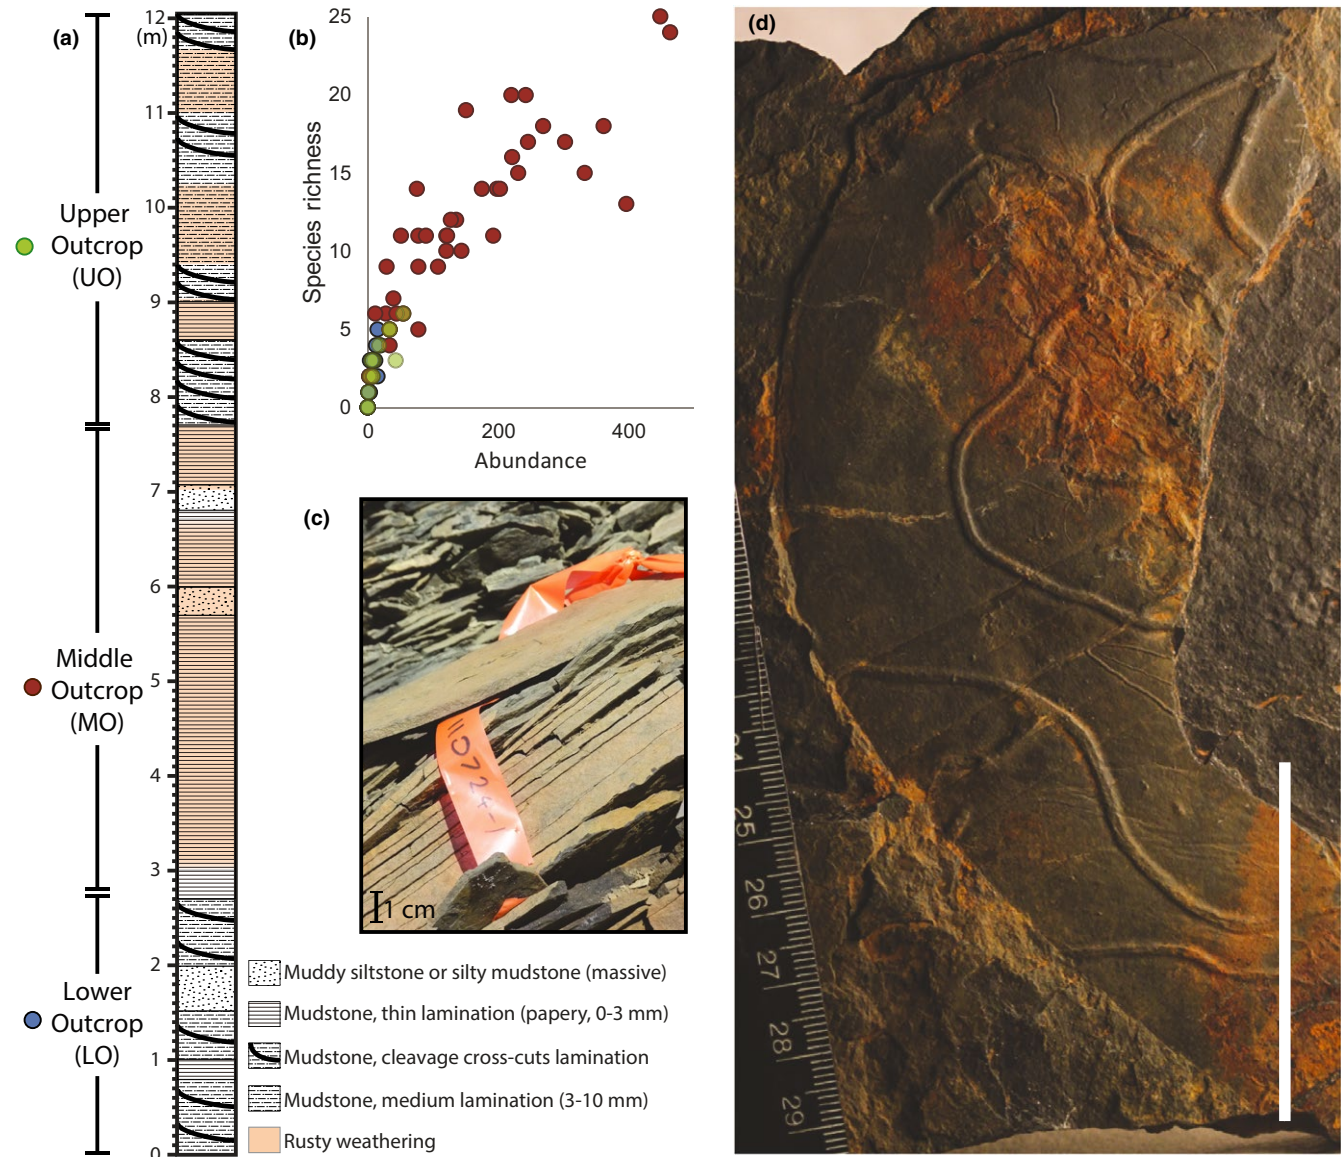 (a)
12
(m)
11
10
9
8
7
6
5
4
3
2
1
0
Upper
Outcrop
(UO)
Middle
Outcrop
(MO)
Lower
Outcrop
(LO)
(b)
Species richness
25
20
15
10
5
0
0 200 400
Abundance
(c)
110724-1
1 cm
Muddy siltstone or silty mudstone (massive)
Mudstone, thin lamination (papery, 0-3 mm)
Mudstone, cleavage cross-cuts lamination
Mudstone, medium lamination (3-10 mm)
Rusty weathering
(d)
25
26
27
28
29